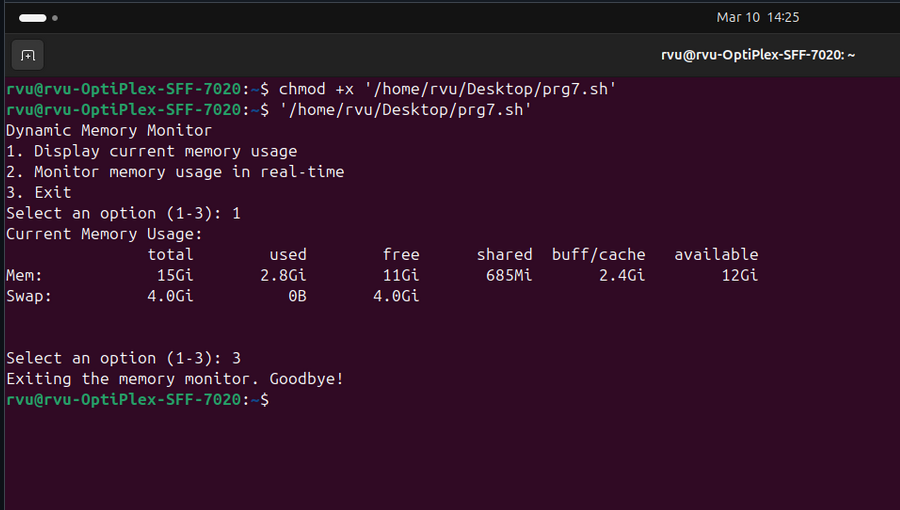 Mar 10 14:25
rvu@rvu-OptiPlex-SFF-7020: ~
rvu@rvu-OptiPlex-SFF-7020:~$ chmod +x '/home/rvu/Desktop/prg7.sh'
rvu@rvu-OptiPlex-SFF-7020:~$ '/home/rvu/Desktop/prg7.sh'
Dynamic Memory Monitor
1. Display current memory usage
2. Monitor memory usage in real-time
3. Exit
Select an option (1-3): 1
Current Memory Usage:
               total        used        free      shared  buff/cache   available
Mem:            15Gi       2.8Gi        11Gi       685Mi       2.4Gi        12Gi
Swap:          4.0Gi          0B       4.0Gi
Select an option (1-3): 3
Exiting the memory monitor. Goodbye!
rvu@rvu-OptiPlex-SFF-7020:~$